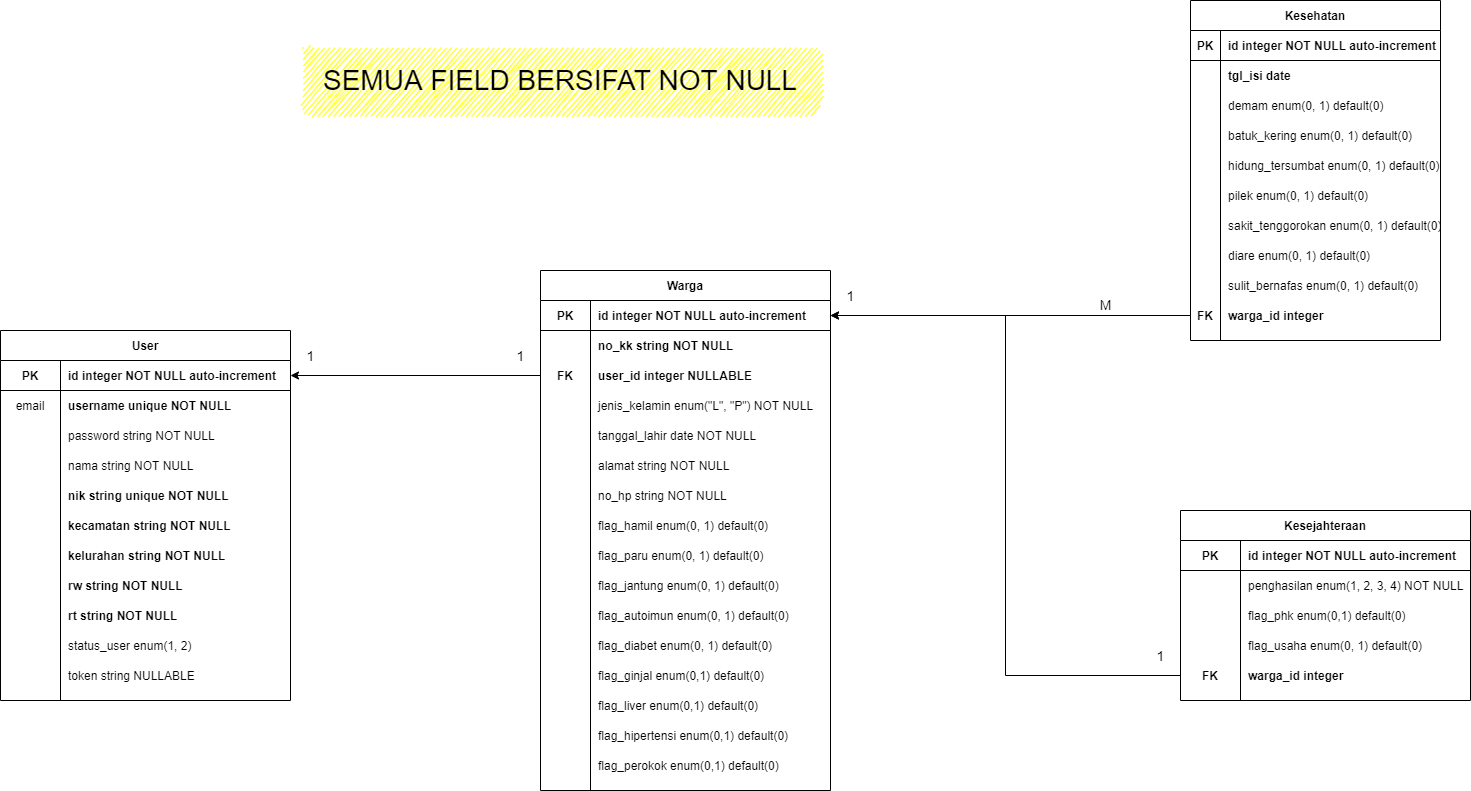 SEMUA FIELD BERSIFAT NOT NULL
Kesehatan
PK id integer NOT NULL auto-increment
tgl_isi date
demam enum(0, 1) default(0)
batuk_kering enum(0, 1) default(0)
hidung_tersumbat enum(0, 1) default(0)
pilek enum(0, 1) default(0)
sakit_tenggorokan enum(0, 1) default(0)
diare enum(0, 1) default(0)
sulit_bernafas enum(0, 1) default(0)
FK warga_id integer
1
M
Warga
PK id integer NOT NULL auto-increment
no_kk string NOT NULL
FK user_id integer NULLABLE
jenis_kelamin enum("L", "P") NOT NULL
tanggal_lahir date NOT NULL
alamat string NOT NULL
no_hp string NOT NULL
flag_hamil enum(0, 1) default(0)
flag_paru enum(0, 1) default(0)
flag_jantung enum(0, 1) default(0)
flag_autoimun enum(0, 1) default(0)
flag_diabet enum(0, 1) default(0)
flag_ginjal enum(0,1) default(0)
flag_liver enum(0,1) default(0)
flag_hipertensi enum(0,1) default(0)
flag_perokok enum(0,1) default(0)
User
PK id integer NOT NULL auto-increment
email username unique NOT NULL
password string NOT NULL
nama string NOT NULL
nik string unique NOT NULL
kecamatan string NOT NULL
kelurahan string NOT NULL
rw string NOT NULL
rt string NOT NULL
status_user enum(1, 2)
token string NULLABLE
1
1
Kesejahteraan
PK id integer NOT NULL auto-increment
penghasilan enum(1, 2, 3, 4) NOT NULL
flag_phk enum(0,1) default(0)
flag_usaha enum(0, 1) default(0)
FK warga_id integer
1